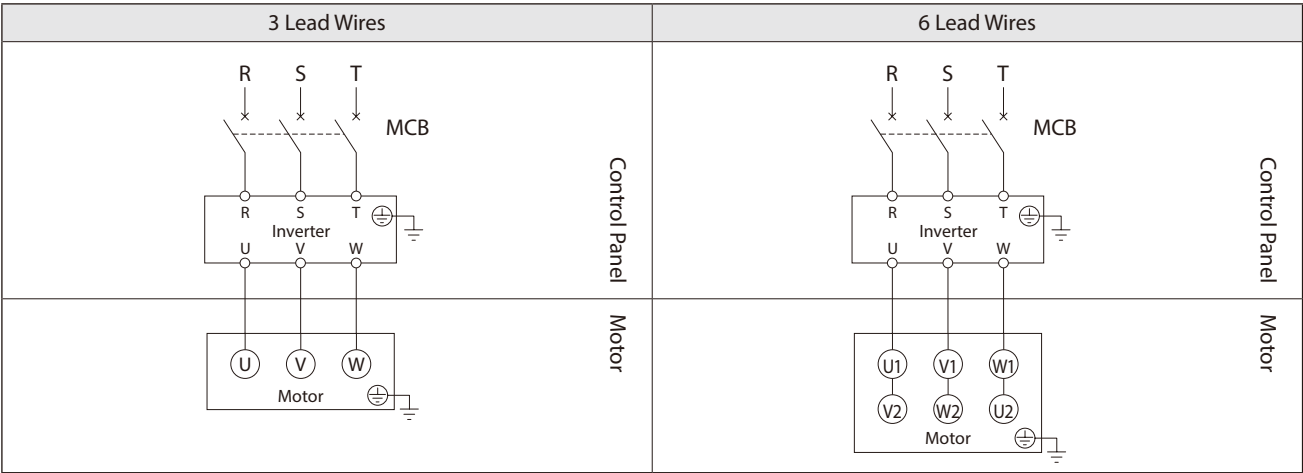 3 Lead Wires
6 Lead Wires
R S T
MCB
R S T
Inverter
U V W
Control Panel
U V W
Motor
Motor
R S T
MCB
R S T
Inverter
U V W
Control Panel
U1 V1 W1
V2 W2 U2
Motor
Motor